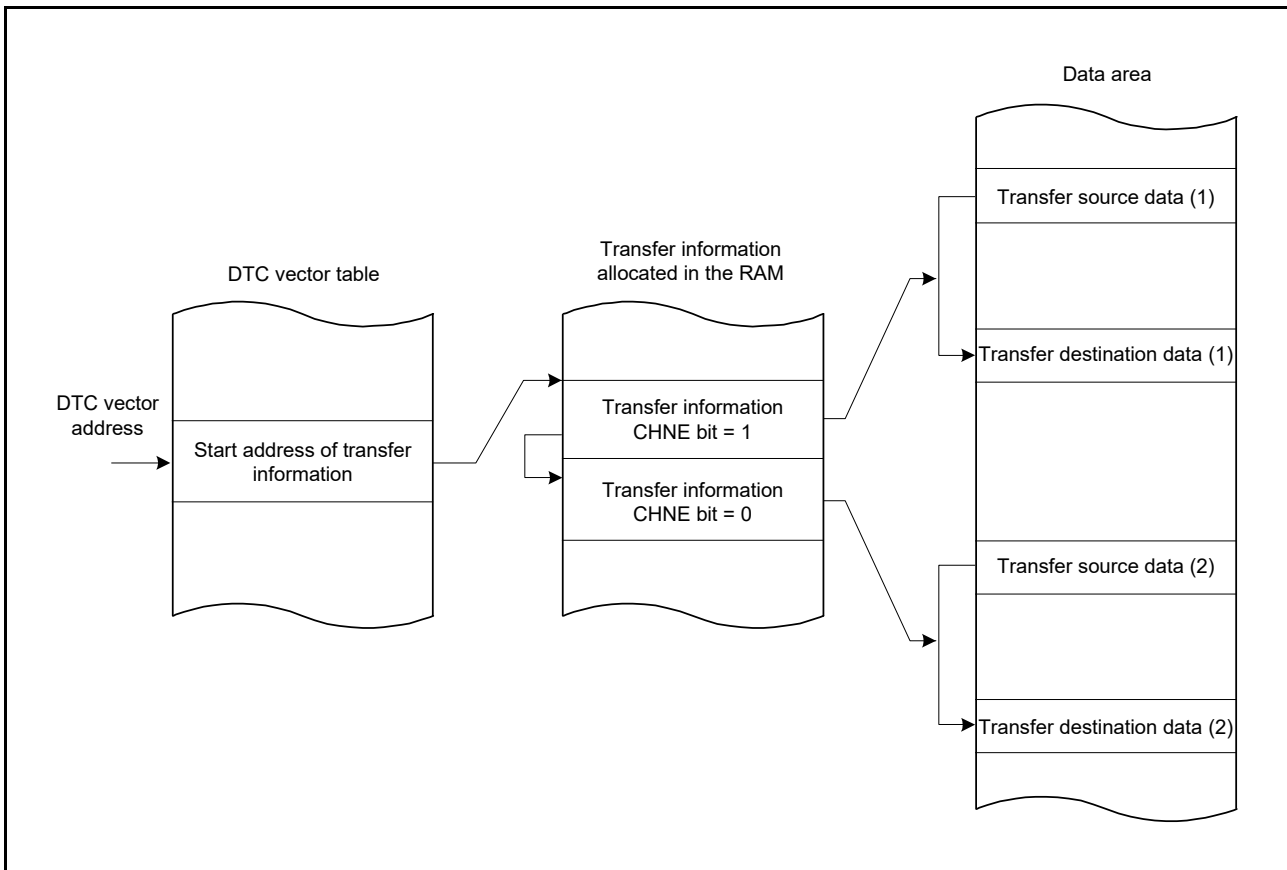 Data area
Transfer source data (1)
Transfer information
allocated in the RAM
DTC vector table
Transfer destination data (1)
DTC vector
address
Start address of transfer
information
Transfer information
CHNE bit = 1
Transfer information
CHNE bit = 0
Transfer source data (2)
Transfer destination data (2)